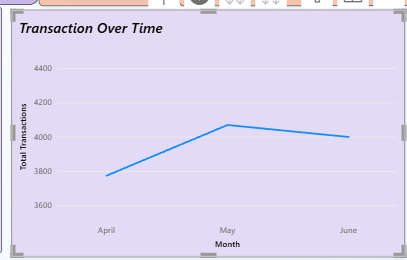 Transaction Over Time
4400
4200
4000
3800
3600
Total Transactions
April May June
Month